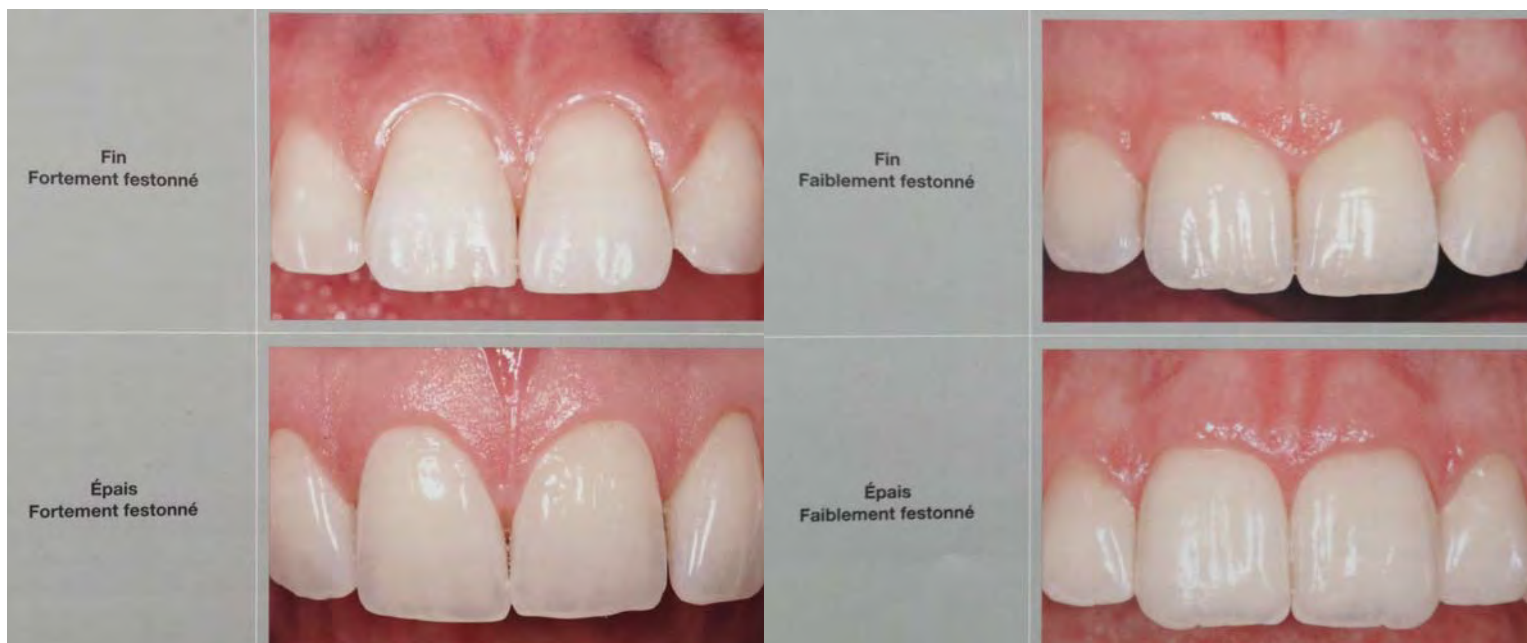 Fin
Fortement festonné
Fin
Faiblement festonné
Épais
Fortement festonné
Épais
Faiblement festonné